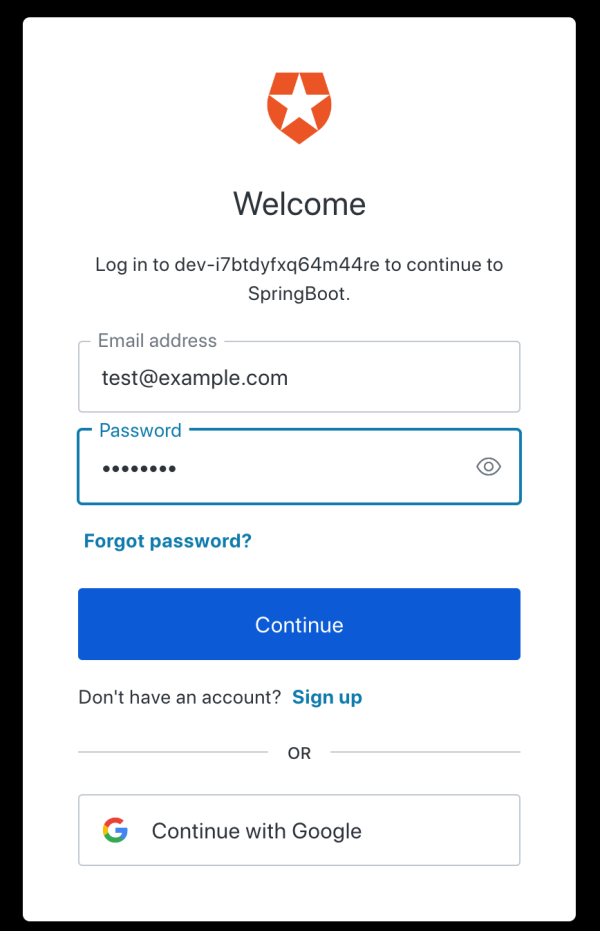 Welcome
Log in to dev-i7btdyfxq64m44re to continue to
SpringBoot.
Email address
test@example.com
Password
••••••••
Forgot password?
Continue
Don't have an account? Sign up
OR
Continue with Google